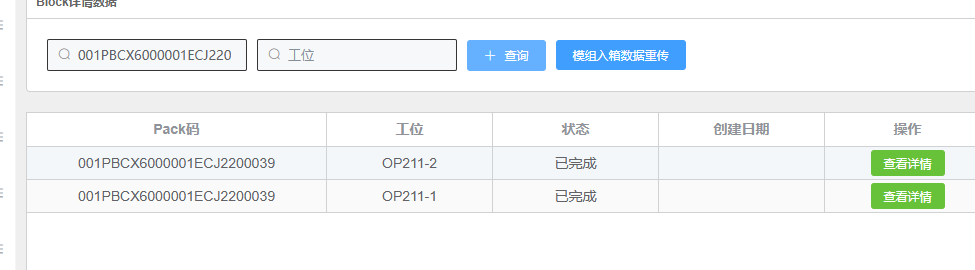 Block详情数据
001PBCX6000001ECJ220 工位 查询 模组入箱数据重传
Pack码 工位 状态 创建日期 操作
001PBCX6000001ECJ2200039 OP211-2 已完成 查看详情
001PBCX6000001ECJ2200039 OP211-1 已完成 查看详情